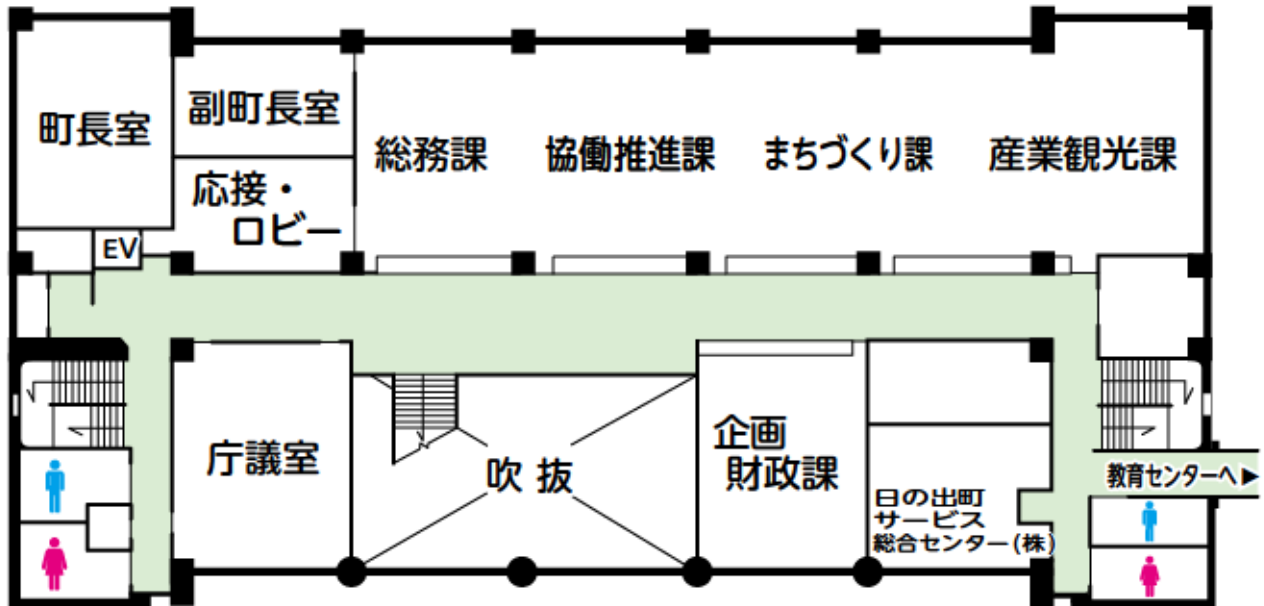 町長室
副町長室
応接・
ロビー
EV
総務課
協働推進課
まちづくり課
産業観光課
庁議室
吹抜
企画
財政課
日の出町
サービス
総合センター(株)
教育センターへ▶